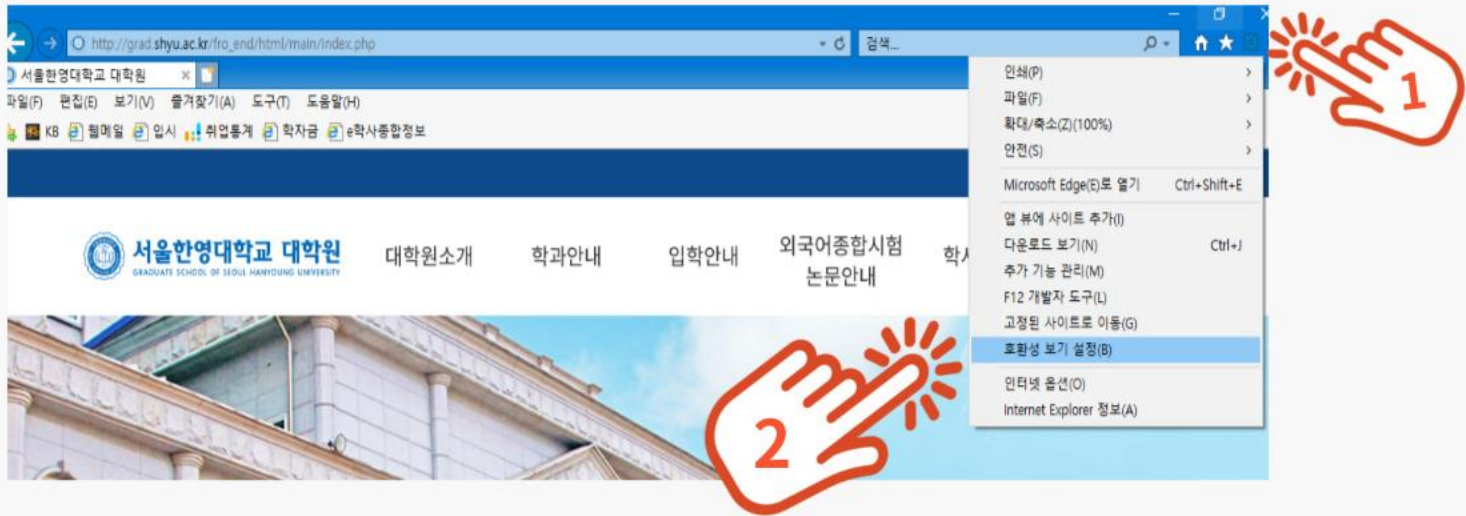 http://grad.shyu.ac.kr/fro_end/html/main/index.php
검색...
서울한영대학교 대학원
파일(F) 편집(E) 보기(V) 즐겨찾기(A) 도구(T) 도움말(H)
KB 웹메일 입시 취업통계 학자금 e학사종합정보
서울한영대학교 대학원
GRADUATE SCHOOL OF SEOUL HANYOUNG UNIVERSITY
대학원소개
학과안내
입학안내
외국어종합시험
논문안내
인쇄(P)
파일(F)
확대/축소(Z)(100%)
안전(S)
Microsoft Edge(E)로 열기 Ctrl+Shift+E
앱 뷰에 사이트 추가(I)
다운로드 보기(N) Ctrl+J
추가 기능 관리(M)
F12 개발자 도구(L)
고정된 사이트로 이동(G)
호환성 보기 설정(B)
인터넷 옵션(O)
Internet Explorer 정보(A)
1
2